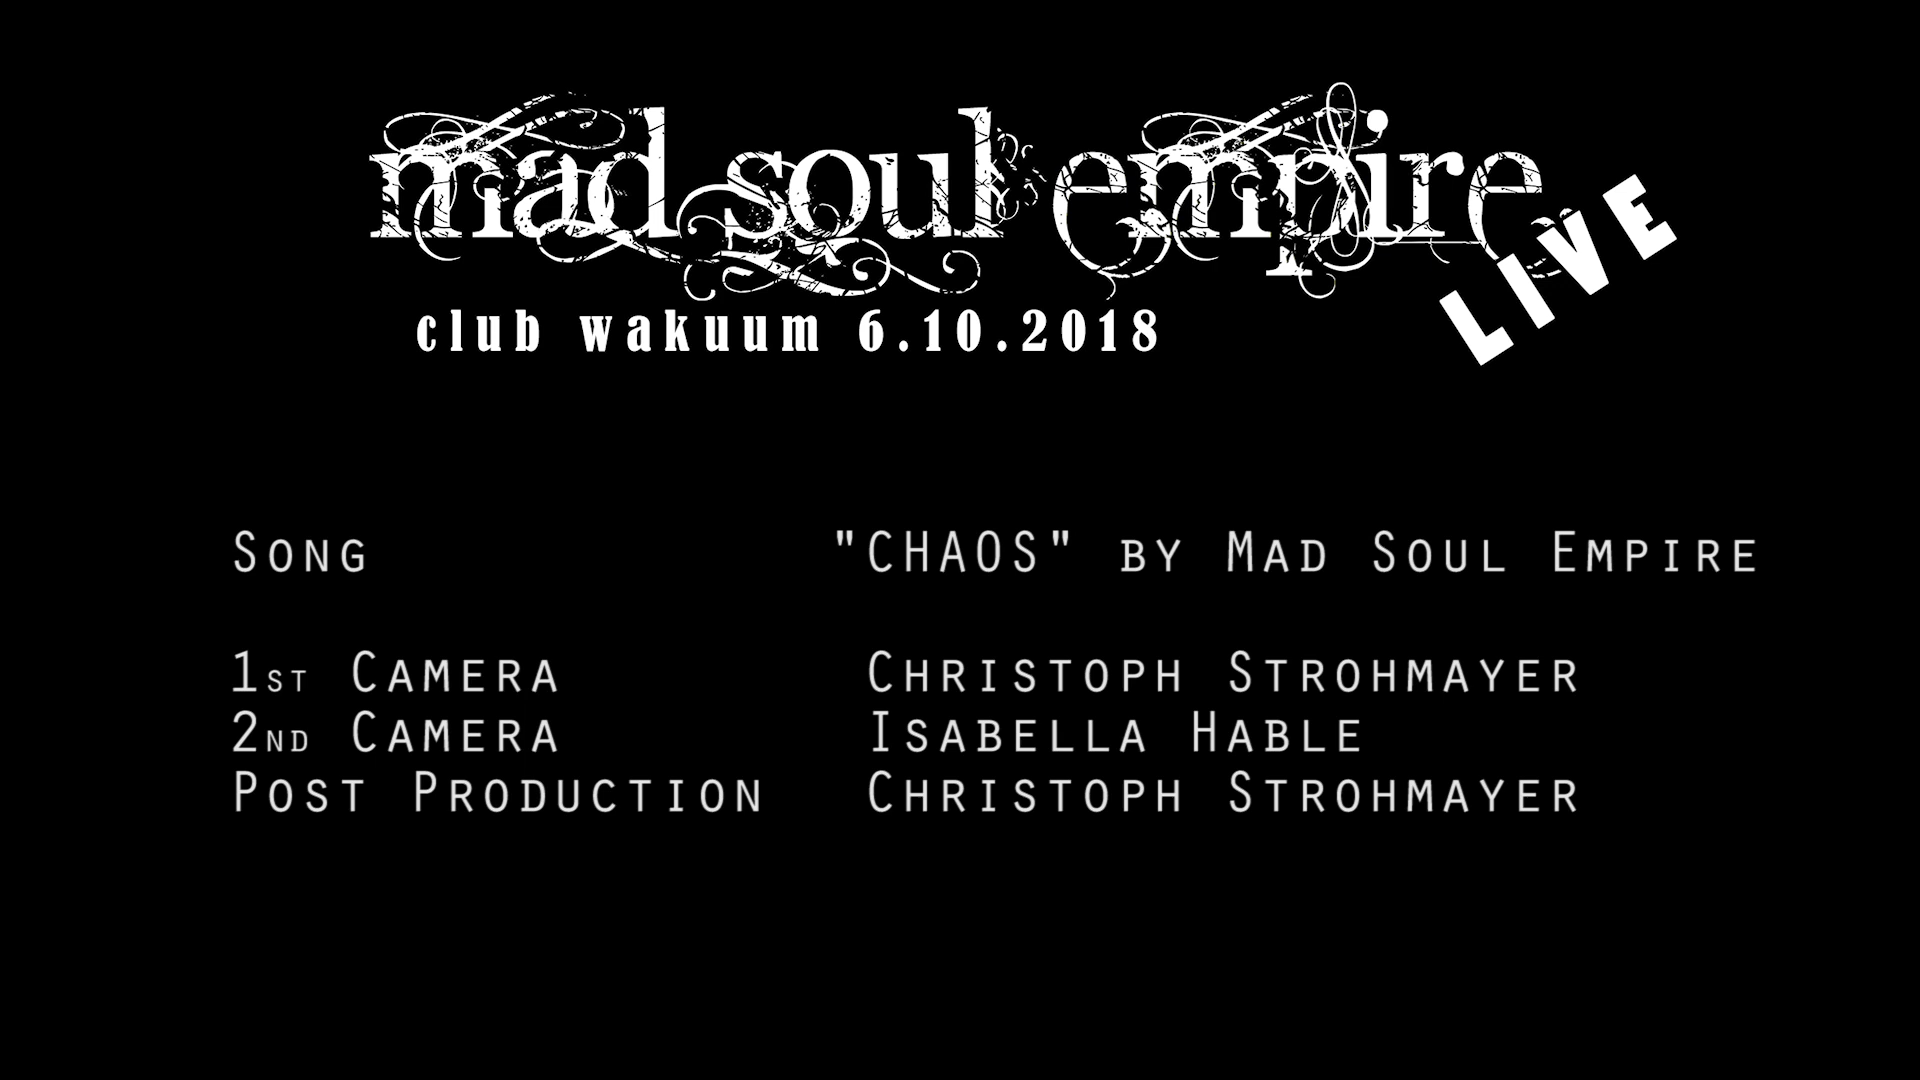 mad soul empire
LIVE
club wakuum 6.10.2018
Song "CHAOS" by Mad Soul Empire
1st Camera Christoph Strohmayer
2nd Camera Isabella Hable
Post Production Christoph Strohmayer